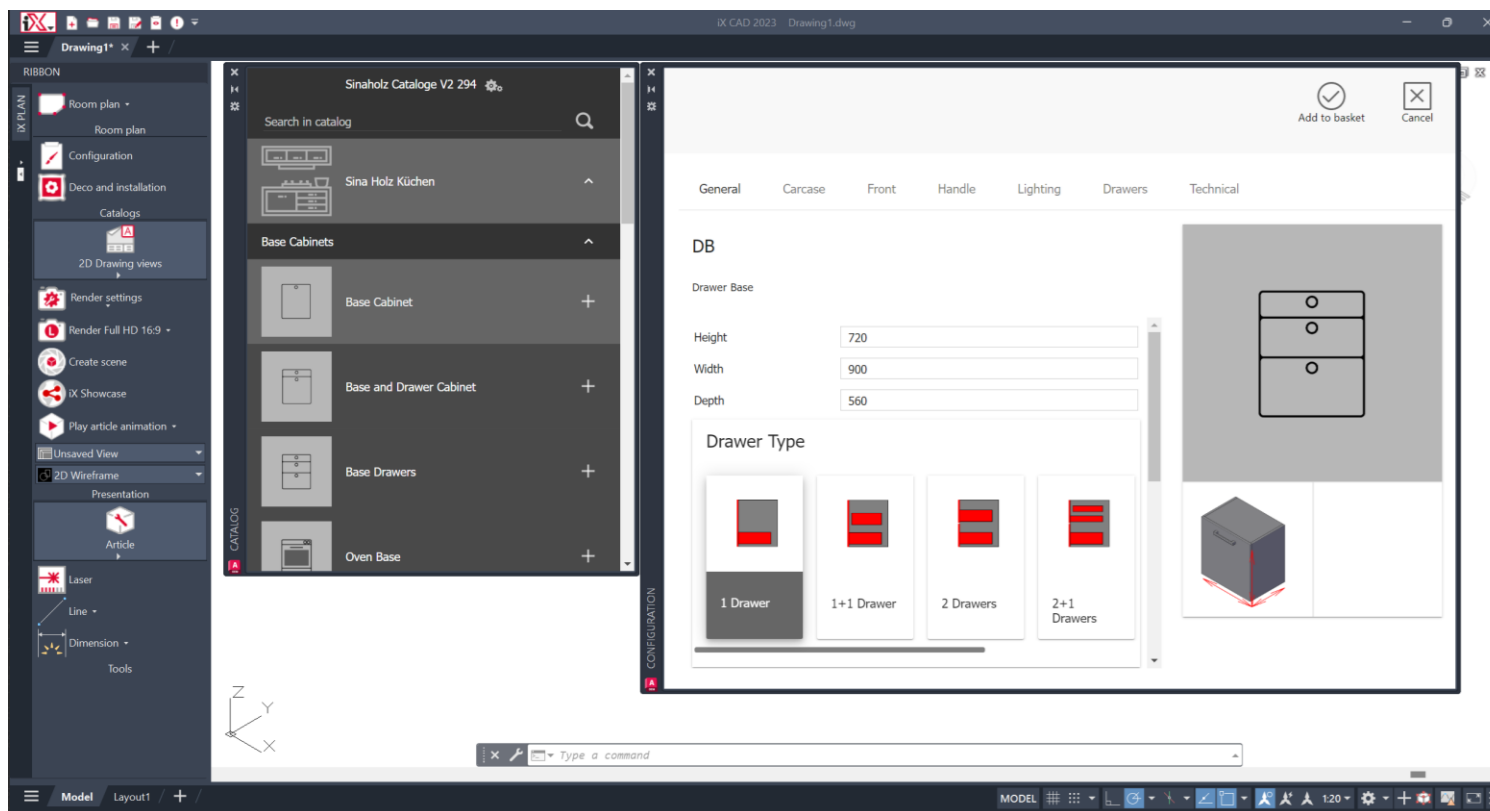 iX
iX CAD 2023 Drawing1.dwg
Drawing1*
RIBBON
iX PLAN
Room plan
Room plan
Configuration
Deco and installation
Catalogs
2D Drawing views
Render settings
Render Full HD 16:9
Create scene
iX Showcase
Play article animation
Unsaved View
2D Wireframe
Presentation
Article
Laser
Line
Dimension
Tools
Sinaholz Cataloge V2 294
Search in catalog
Sina Holz Küchen
Base Cabinets
Base Cabinet
Base and Drawer Cabinet
Base Drawers
Oven Base
CATALOG
Add to basket
Cancel
General Carcase Front Handle Lighting Drawers Technical
DB
Drawer Base
Height 720
Width 900
Depth 560
Drawer Type
1 Drawer
1+1 Drawer
2 Drawers
2+1
Drawers
CONFIGURATION
Z
Y
X
Type a command
Model Layout1
MODEL
1:20